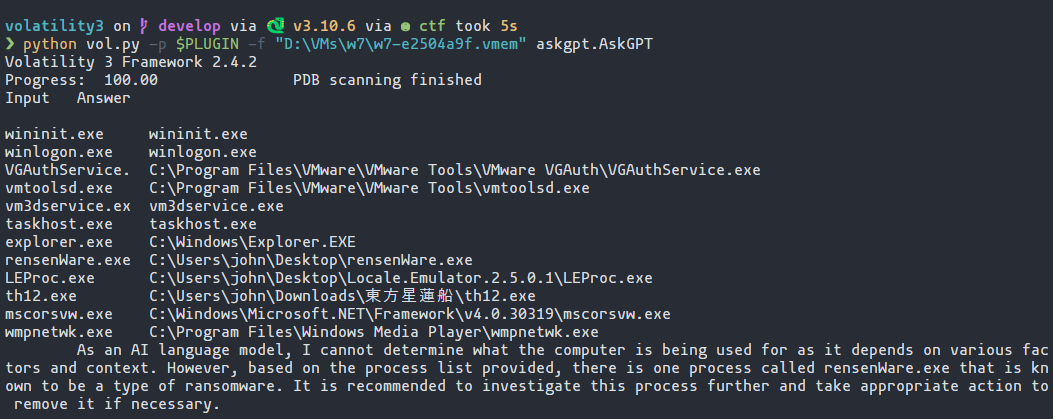 volatility3 on develop via v3.10.6 via ctf took 5s
❯ python vol.py -p $PLUGIN -f "D:\VMs\w7\w7-e2504a9f.vmem" askgpt.AskGPT
Volatility 3 Framework 2.4.2
Progress:  100.00               PDB scanning finished
Input   Answer
wininit.exe     wininit.exe
winlogon.exe    winlogon.exe
VGAuthService.  C:\Program Files\VMware\VMware Tools\VMware VGAuth\VGAuthService.exe
vmtoolsd.exe    C:\Program Files\VMware\VMware Tools\vmtoolsd.exe
vm3dservice.ex  vm3dservice.exe
taskhost.exe    taskhost.exe
explorer.exe    C:\Windows\Explorer.EXE
rensenWare.exe  C:\Users\john\Desktop\rensenWare.exe
LEProc.exe      C:\Users\john\Desktop\Locale.Emulator.2.5.0.1\LEProc.exe
th12.exe        C:\Users\john\Downloads\東方星蓮船\th12.exe
mscorsvw.exe    C:\Windows\Microsoft.NET\Framework\v4.0.30319\mscorsvw.exe
wmpnetwk.exe    C:\Program Files\Windows Media Player\wmpnetwk.exe
As an AI language model, I cannot determine what the computer is being used for as it depends on various fac
tors and context. However, based on the process list provided, there is one process called rensenWare.exe that is kn
own to be a type of ransomware. It is recommended to investigate this process further and take appropriate action to
remove it if necessary.